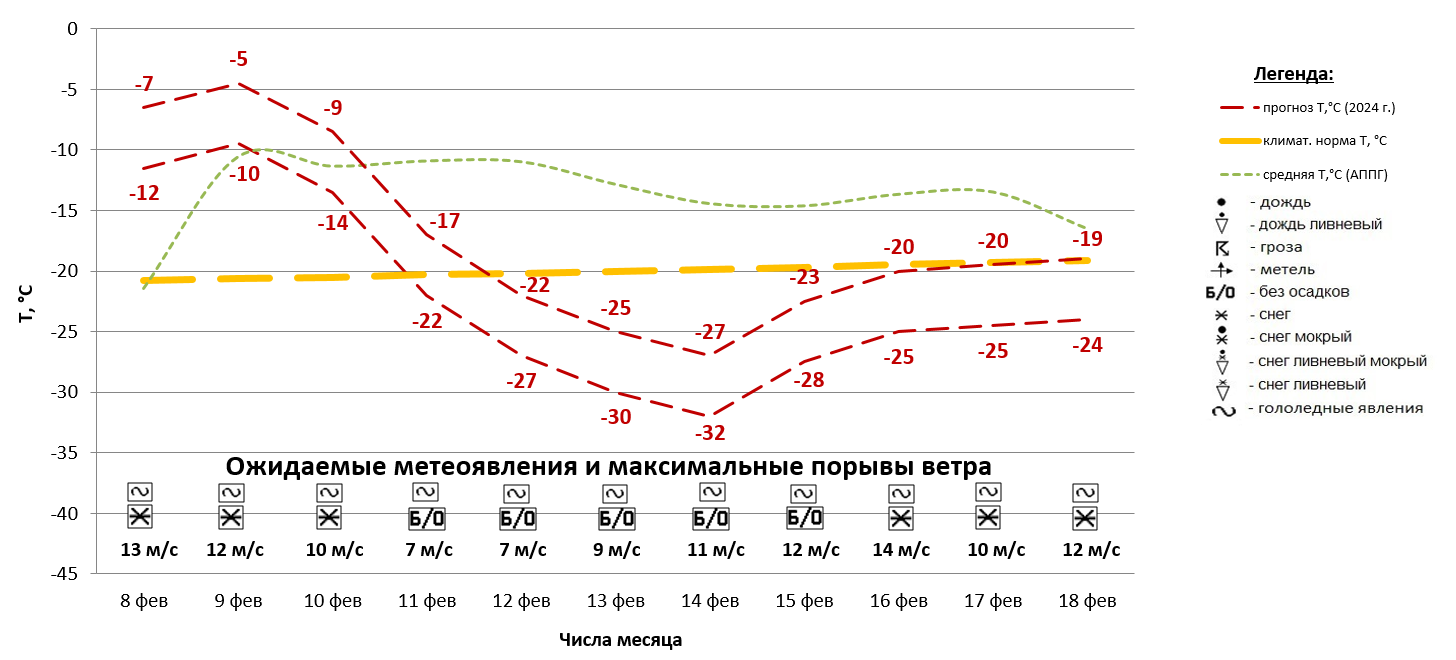 -0
-5
-10
-15
-20
-25
-30
-35
-40
-45
T, °C
-7
-5
-9
-17
-22
-25
-27
-23
-20
-20
-19
-12
-10
-14
-22
-27
-30
-32
-28
-25
-25
-24
Ожидаемые метеоявления и максимальные порывы ветра
Б/О Б/О Б/О Б/О Б/О
13 м/с 12 м/с 10 м/с 7 м/с 7 м/с 9 м/с 11 м/с 12 м/с 14 м/с 10 м/с 12 м/с
8 фев 9 фев 10 фев 11 фев 12 фев 13 фев 14 фев 15 фев 16 фев 17 фев 18 фев
Числа месяца
Легенда:
прогноз Т,°С (2024 г.)
климат. норма Т, °С
средняя Т,°С (АППГ)
- дождь
- дождь пивневый
- гроза
- метель
Б/О - без осадков
- снег
- снег мокрый
- снег пивневый мокрый
- снег пивневый
- гололедные явления